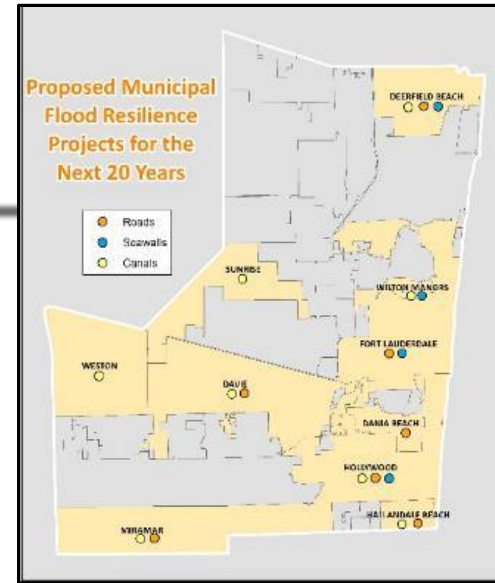 Proposed Municipal
Flood Resilience
Projects for the
Next 20 Years
Roads
Seawalls
Canals
DEERFIELD BEACH
SUNRISE
WILTON MANORS
FORT LAUDERDALE
WESTON
DAVIE
DANIA BEACH
HOLLYWOOD
HALLANDALE BEACH
MIRAMAR